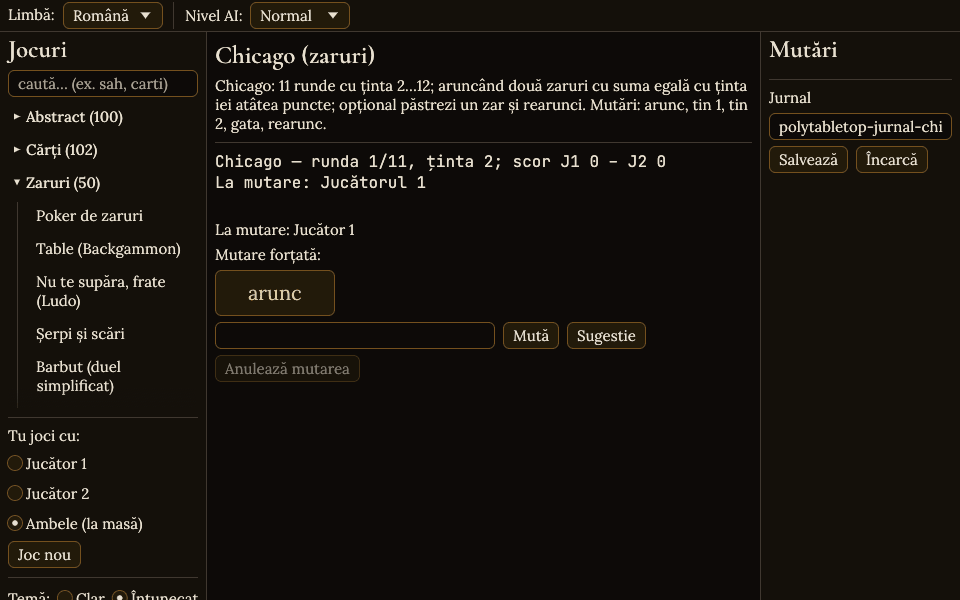 Limbă: Română Nivel AI: Normal
Jocuri
caută... (ex. sah, carti)
Abstract (100)
Cărți (102)
Zaruri (50)
Poker de zaruri
Table (Backgammon)
Nu te supăra, frate
(Ludo)
Șerpi și scări
Barbut (duel
simplificat)
Tu joci cu:
Jucător 1
Jucător 2
Ambele (la masă)
Joc nou
Temă: Clar Întunecat
Chicago (zaruri)
Chicago: 11 runde cu ținta 2...12; aruncând două zaruri cu suma egală cu ținta
iei atâtea puncte; opțional păstrezi un zar și rearunci. Mutări: arunc, tin 1, tin
2, gata, rearunc.
Chicago — runda 1/11, ținta 2; scor J1 0 – J2 0
La mutare: Jucătorul 1
La mutare: Jucător 1
Mutare forțată:
arunc
Mută Sugestie
Anulează mutarea
Mutări
Jurnal
polytabletop-jurnal-chi
Salvează Încarcă